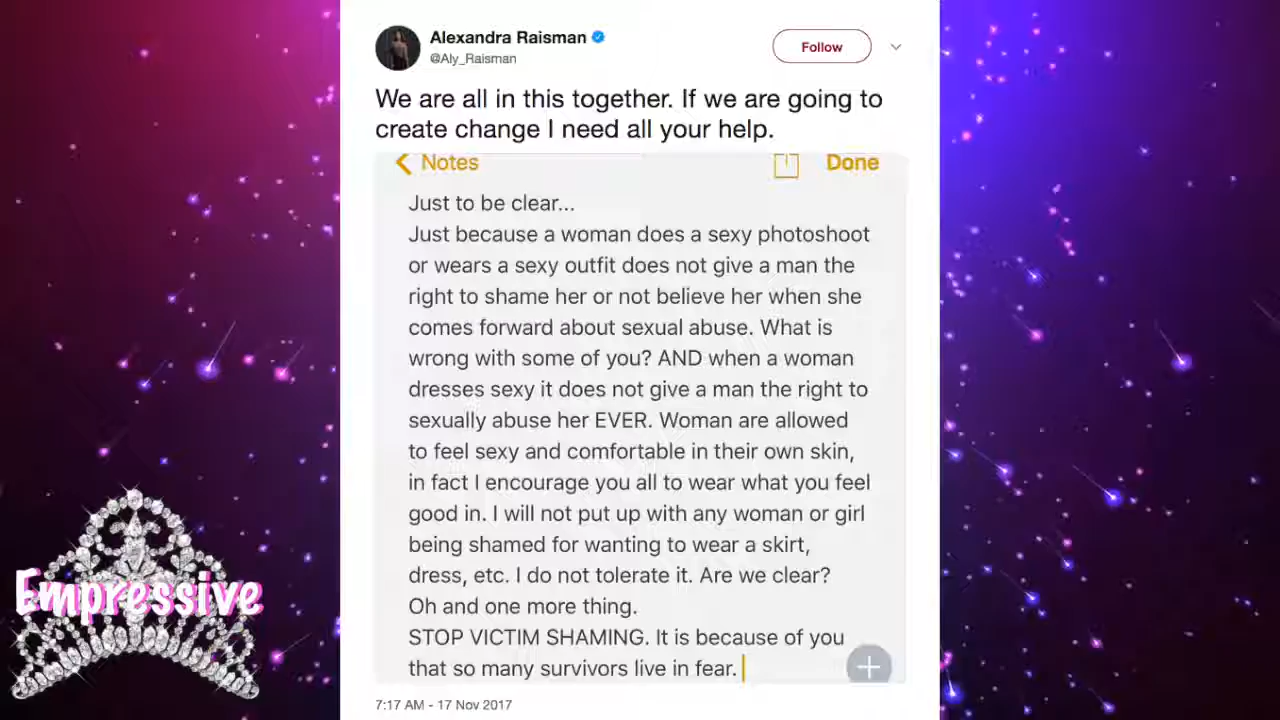 Alexandra Raisman
@Aly_Raisman
Follow
We are all in this together. If we are going to
create change I need all your help.
Notes
Done
Just to be clear...
Just because a woman does a sexy photoshoot
or wears a sexy outfit does not give a man the
right to shame her or not believe her when she
comes forward about sexual abuse. What is
wrong with some of you? AND when a woman
dresses sexy it does not give a man the right to
sexually abuse her EVER. Woman are allowed
to feel sexy and comfortable in their own skin,
in fact I encourage you all to wear what you feel
good in. I will not put up with any woman or girl
being shamed for wanting to wear a skirt,
dress, etc. I do not tolerate it. Are we clear?
Oh and one more thing.
STOP VICTIM SHAMING. It is because of you
that so many survivors live in fear.
7:17 AM - 17 Nov 2017
Empressive